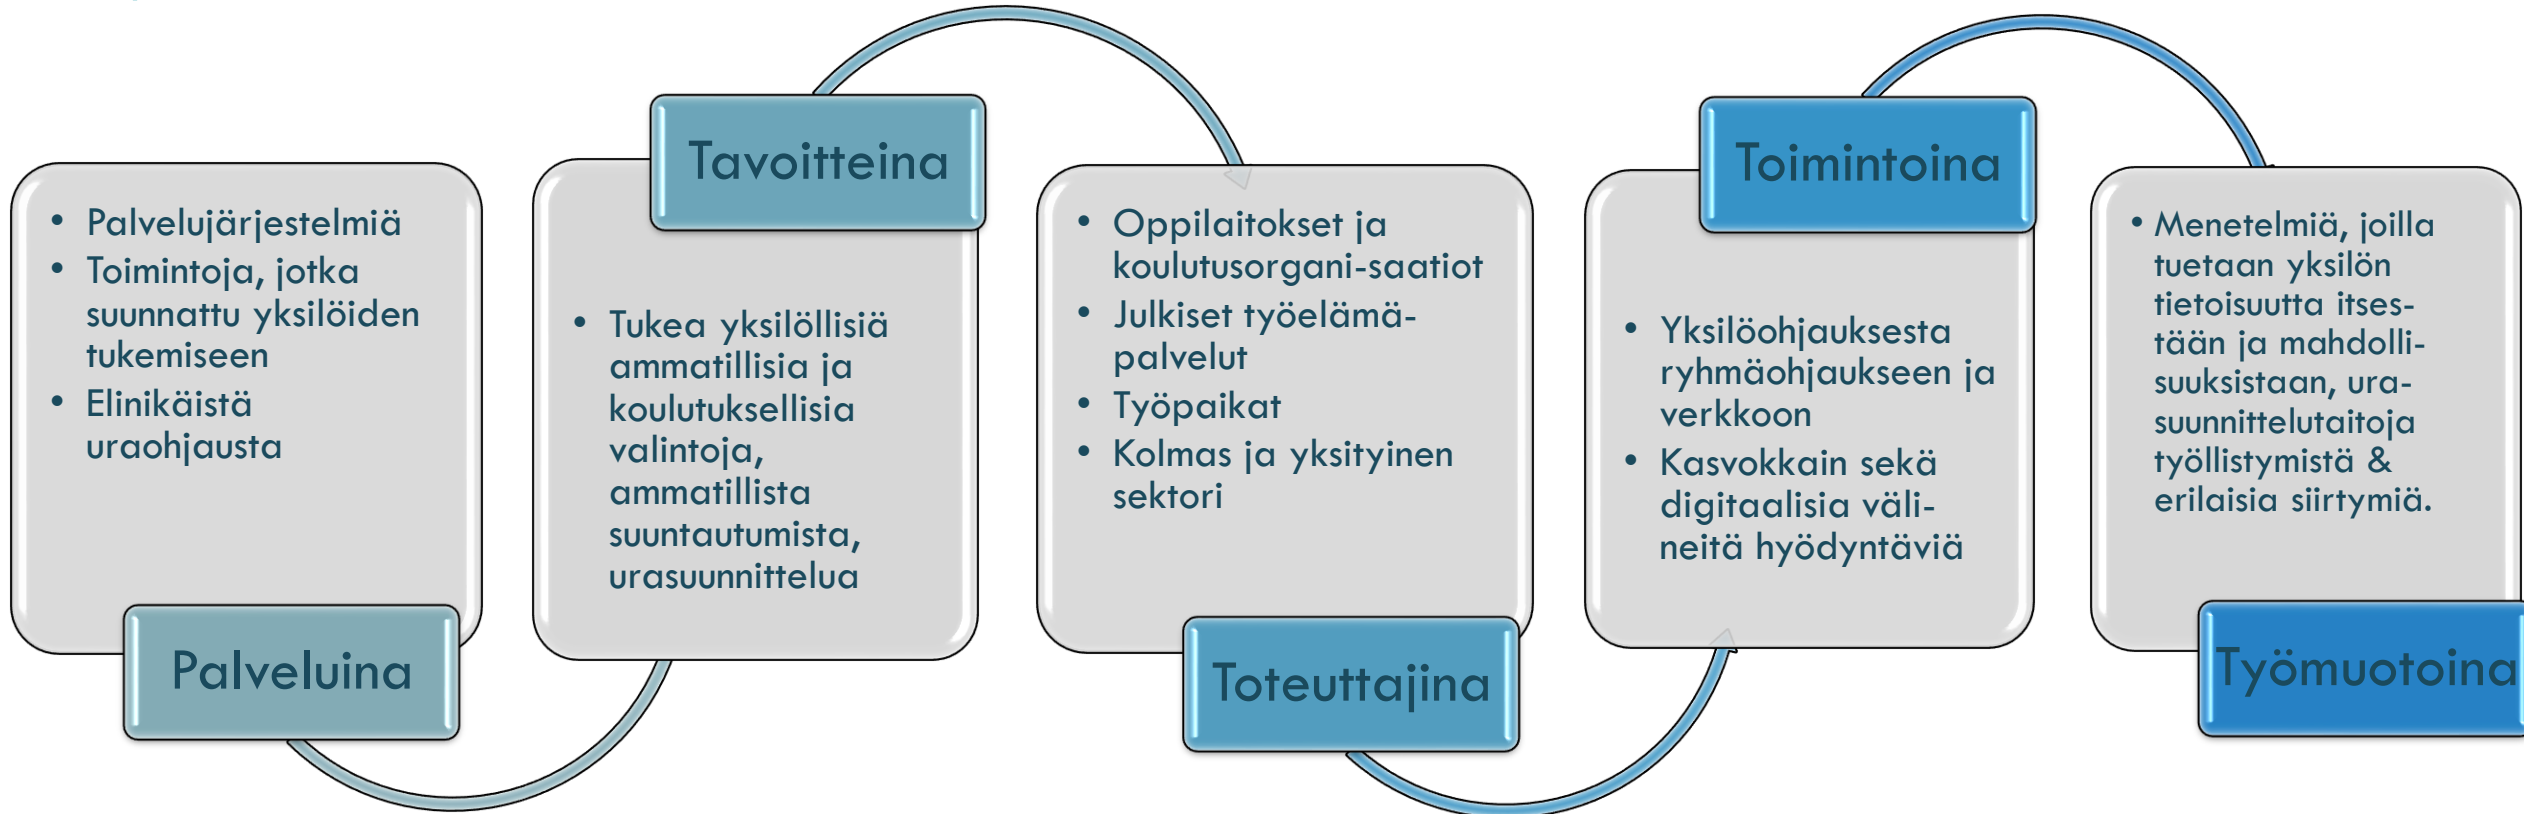 • Palvelujärjestelmiä
• Toimintoja, jotka
suunnattu yksilöiden
tukemiseen
• Elinikäistä
uraohjausta
Palveluina
Tavoitteina
• Tukea yksilöllisiä
ammatillisia ja
koulutuksellisia
valintoja,
ammatillista
suuntautumista,
urasuunnittelua
• Oppilaitokset ja
koulutusorgani-saatiot
• Julkiset työelämä-
palvelut
• Työpaikat
• Kolmas ja yksityinen
sektori
Toteuttajina
Toimintoina
• Yksilöohjauksesta
ryhmäohjaukseen ja
verkkoon
• Kasvokkain sekä
digitaalisia väli-
neitä hyödyntäviä
• Menetelmiä, joilla
tuetaan yksilön
tietoisuutta itses-
tään ja mahdolli-
suuksistaan, ura-
suunnittelutaitoja
työllistymistä &
erilaisia siirtymiä.
Työmuotoina